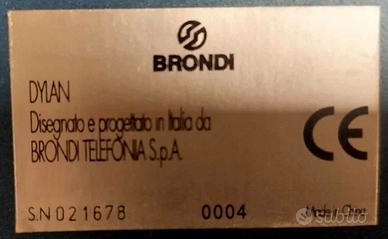 BRONDI
DYLAN
Disegnato e progettato in Italia da
BRONDI TELEFONIA S.p.A.
CE
S.N 021678 0004 Made in China
subito